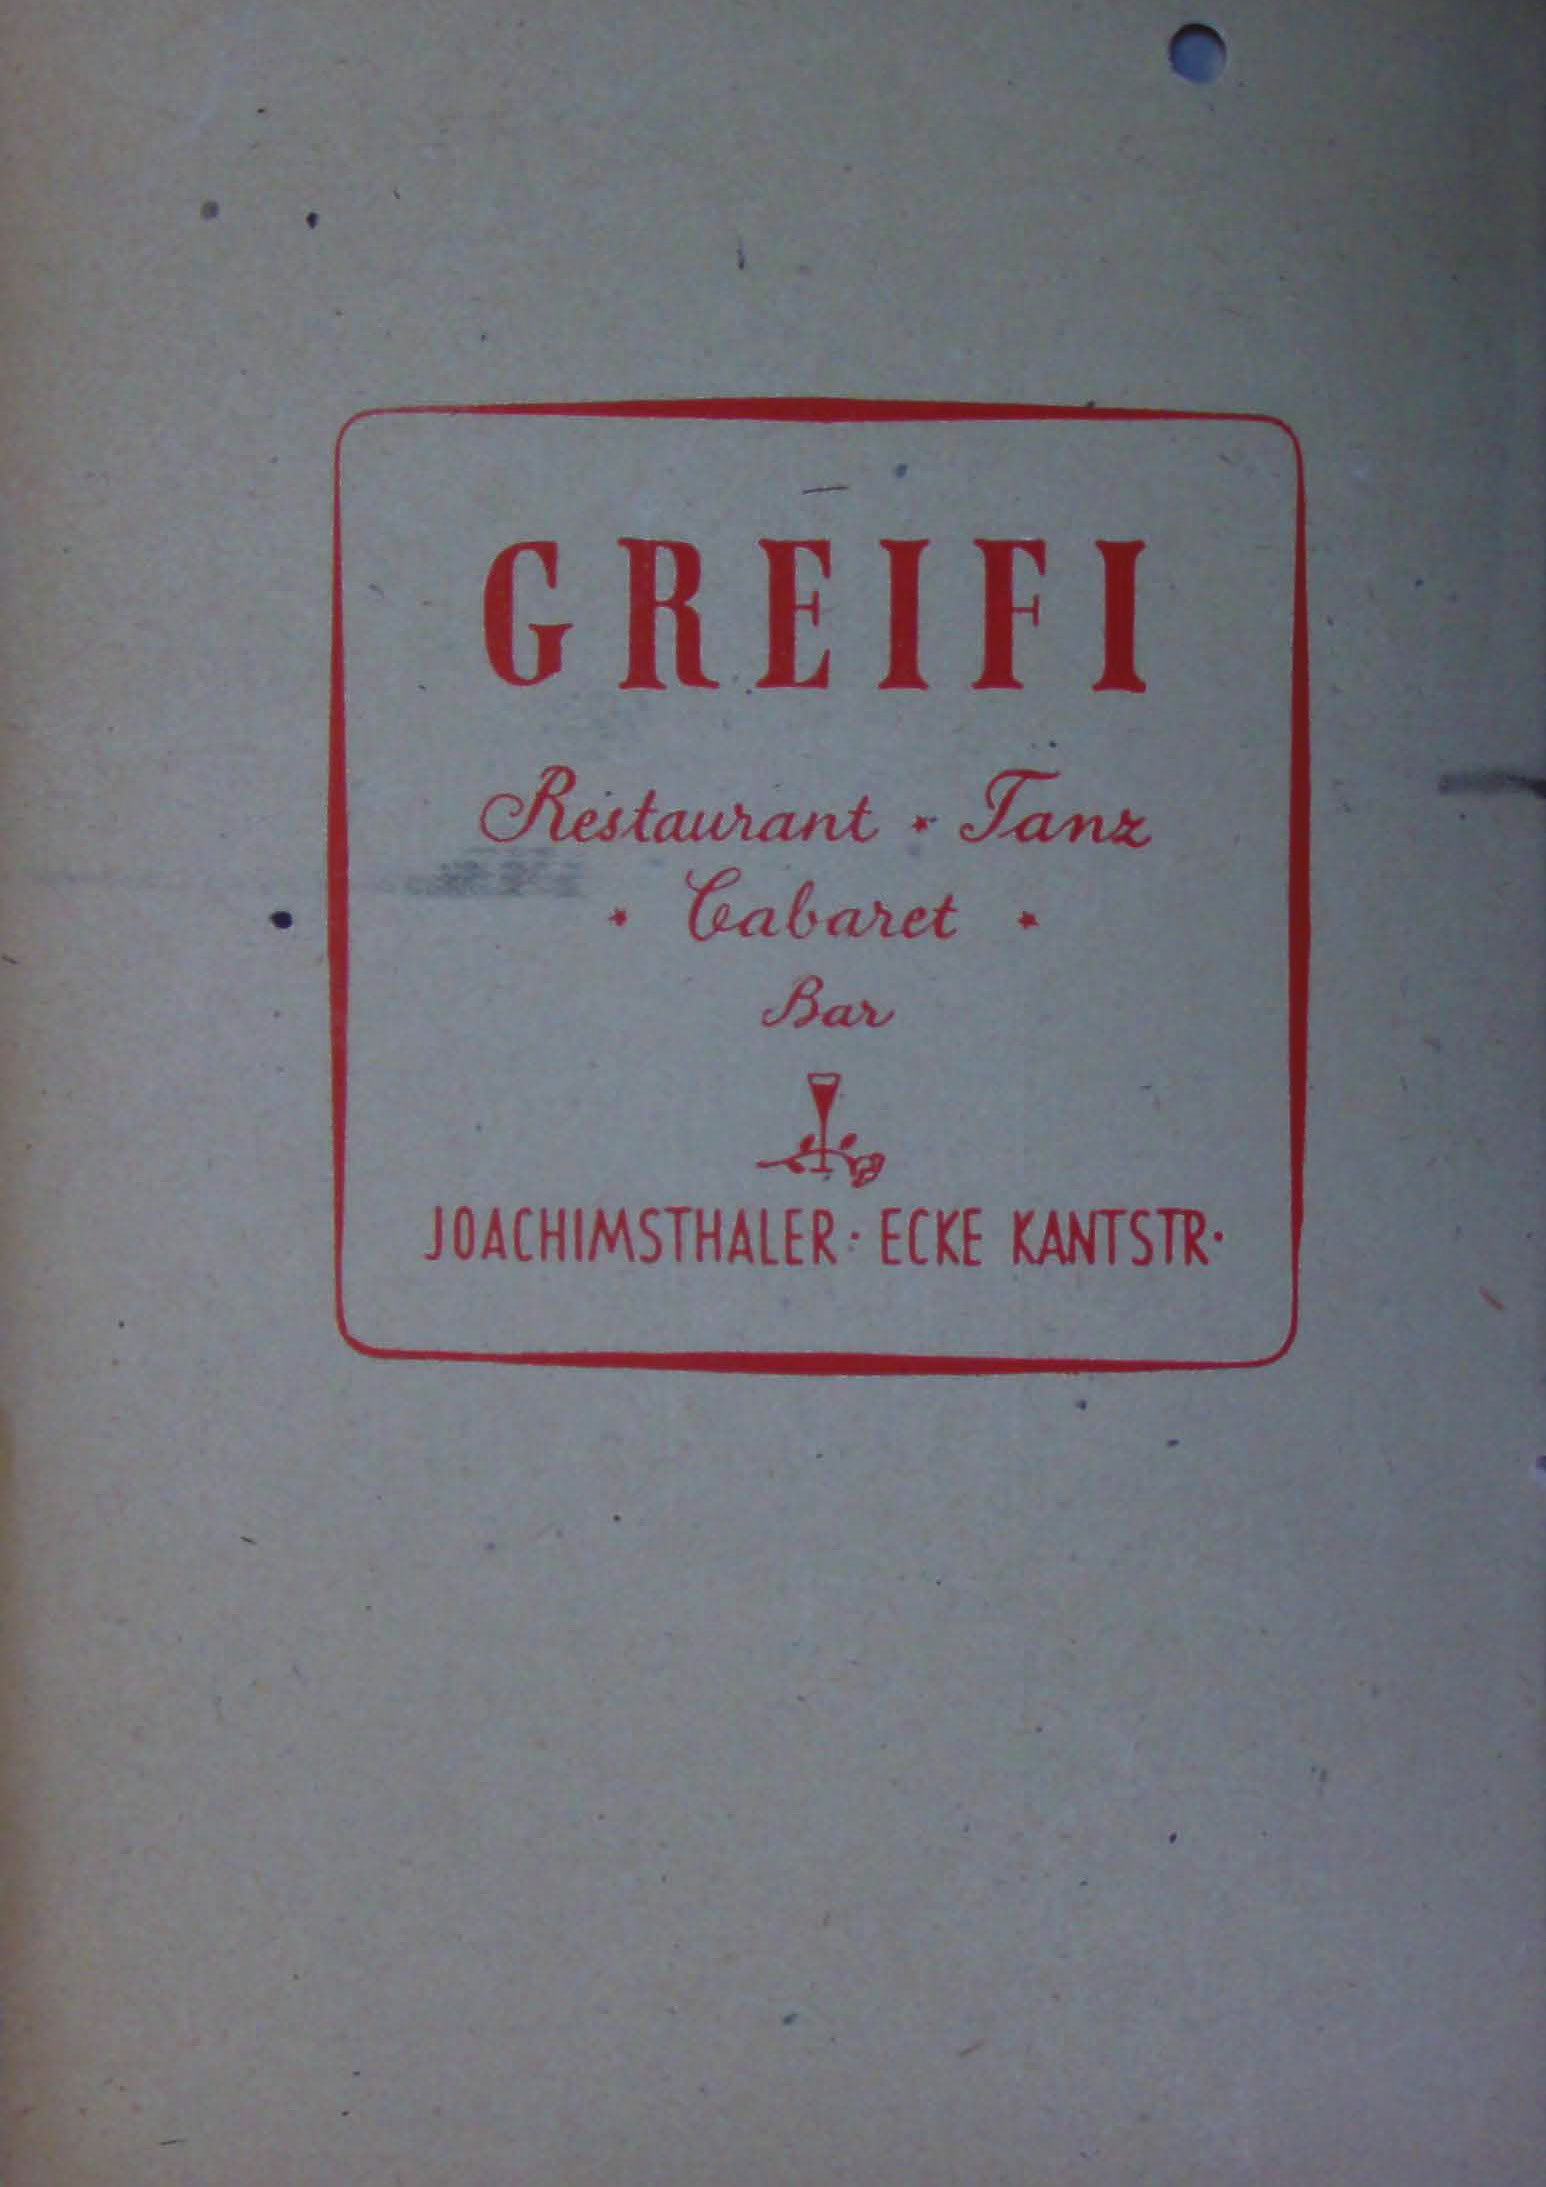 GREIFI
Restaurant * Tanz
* Cabaret *
Bar
JOACHIMSTHALER · ECKE KANTSTR·